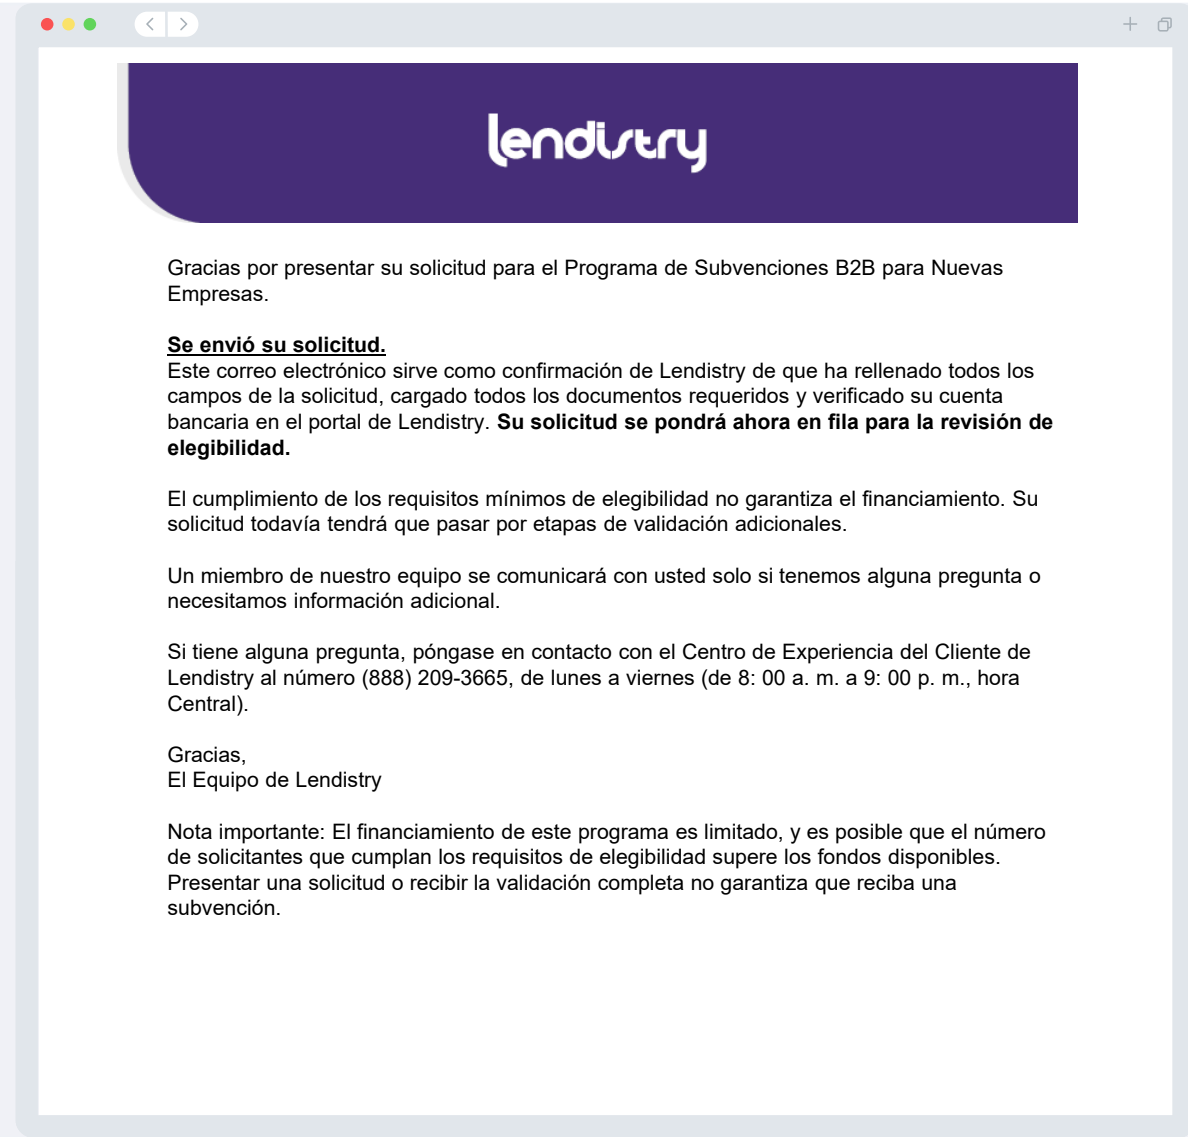 lendistry
Gracias por presentar su solicitud para el Programa de Subvenciones B2B para Nuevas
Empresas.
Se envió su solicitud.
Este correo electrónico sirve como confirmación de Lendistry de que ha rellenado todos los
campos de la solicitud, cargado todos los documentos requeridos y verificado su cuenta
bancaria en el portal de Lendistry. Su solicitud se pondrá ahora en fila para la revisión de
elegibilidad.
El cumplimiento de los requisitos mínimos de elegibilidad no garantiza el financiamiento. Su
solicitud todavía tendrá que pasar por etapas de validación adicionales.
Un miembro de nuestro equipo se comunicará con usted solo si tenemos alguna pregunta o
necesitamos información adicional.
Si tiene alguna pregunta, póngase en contacto con el Centro de Experiencia del Cliente de
Lendistry al número (888) 209-3665, de lunes a viernes (de 8: 00 a. m. a 9: 00 p. m., hora
Central).
Gracias,
El Equipo de Lendistry
Nota importante: El financiamiento de este programa es limitado, y es posible que el número
de solicitantes que cumplan los requisitos de elegibilidad supere los fondos disponibles.
Presentar una solicitud o recibir la validación completa no garantiza que reciba una
subvención.